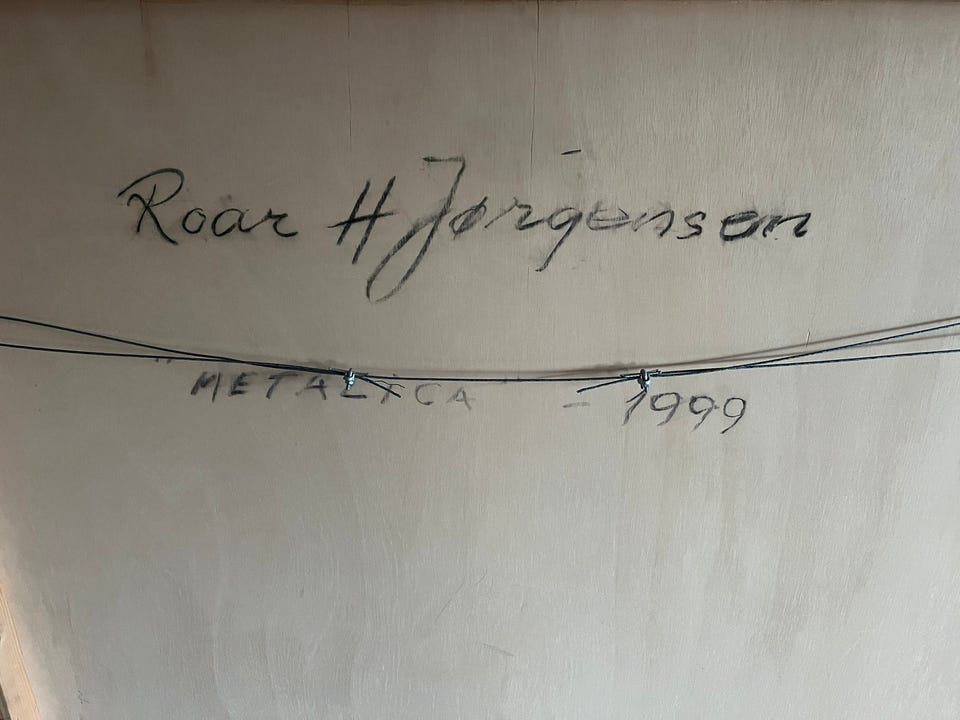 Roar H Jørgensen
" METALICA - 1999